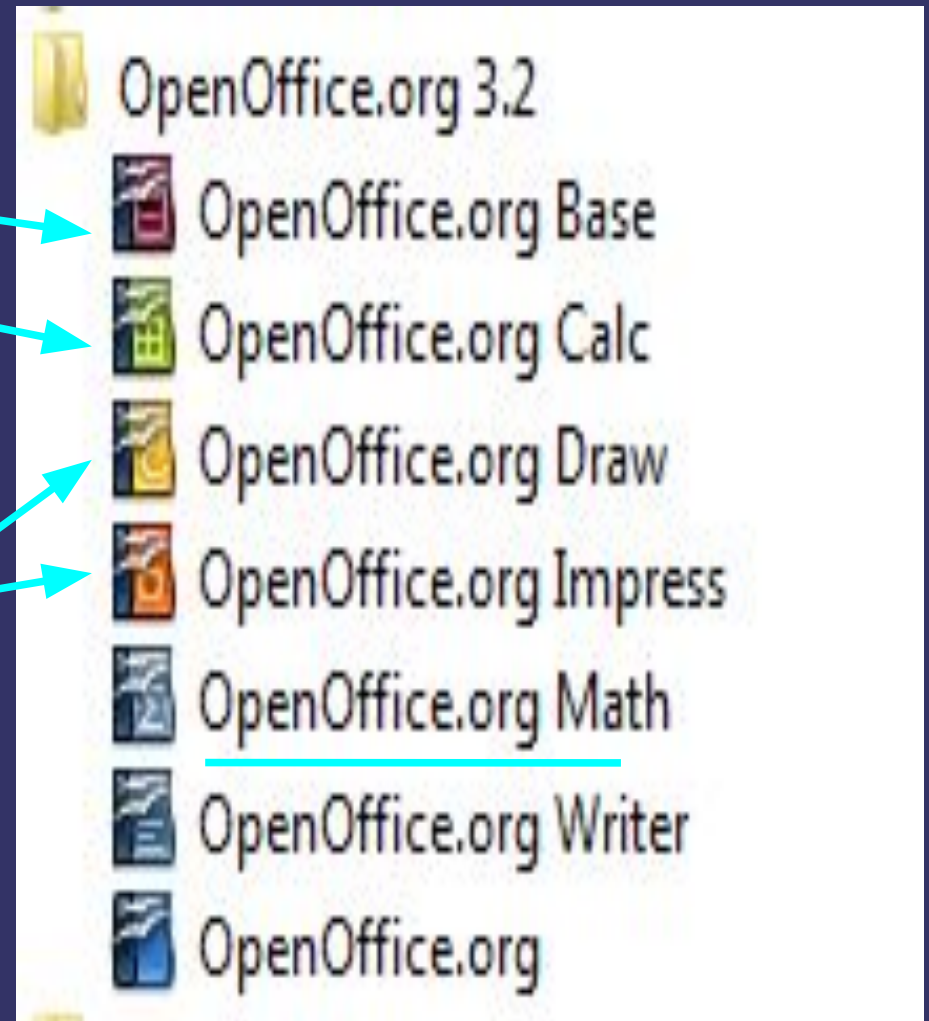 OpenOffice.org 3.2
OpenOffice.org Base
OpenOffice.org Calc
OpenOffice.org Draw
OpenOffice.org Impress
OpenOffice.org Math
OpenOffice.org Writer
OpenOffice.org